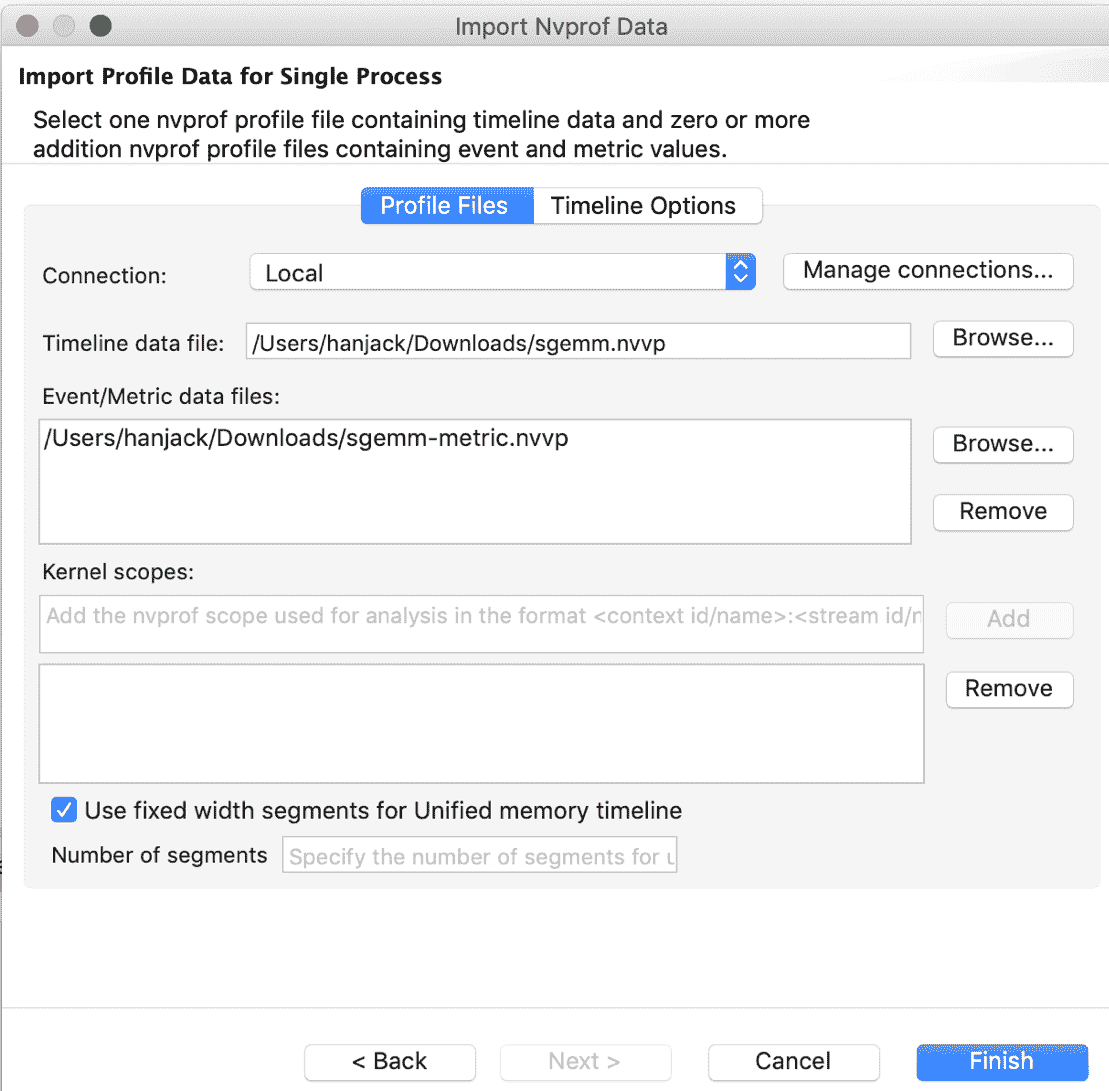 Import Nvprof Data
Import Profile Data for Single Process
Select one nvprof profile file containing timeline data and zero or more
addition nvprof profile files containing event and metric values.
Profile Files Timeline Options
Connection: Local Manage connections...
Timeline data file: /Users/hanjack/Downloads/sgemm.nvvp Browse...
Event/Metric data files:
/Users/hanjack/Downloads/sgemm-metric.nvvp Browse...
Remove
Kernel scopes:
Add the nvprof scope used for analysis in the format <context id/name>:<stream id/ Add
Remove
Use fixed width segments for Unified memory timeline
Number of segments Specify the number of segments for
< Back Next > Cancel Finish